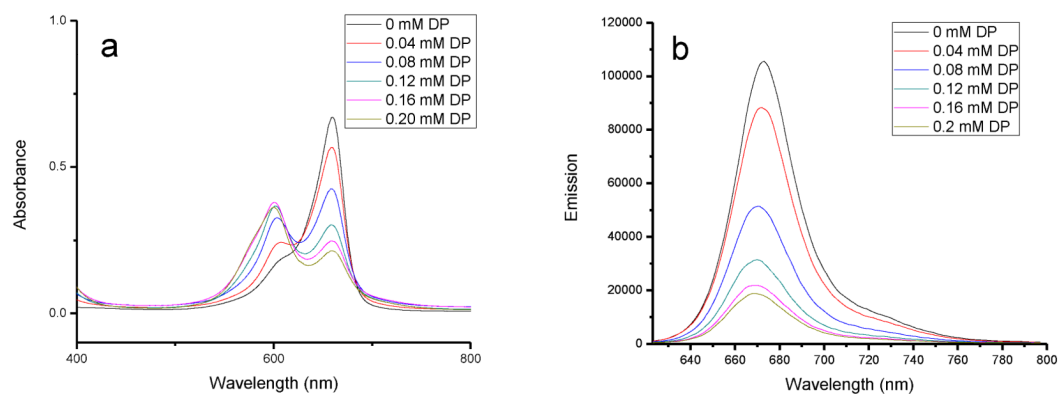 a
0 mM DP
0.04 mM DP
0.08 mM DP
0.12 mM DP
0.16 mM DP
0.20 mM DP
1.0
0.5
0.0
Absorbance
400
600
800
Wavelength (nm)
b
0 mM DP
0.04 mM DP
0.08 mM DP
0.12 mM DP
0.16 mM DP
0.2 mM DP
120000
100000
80000
60000
40000
20000
0
Emission
640
660
680
700
720
740
760
780
800
Wavelength (nm)